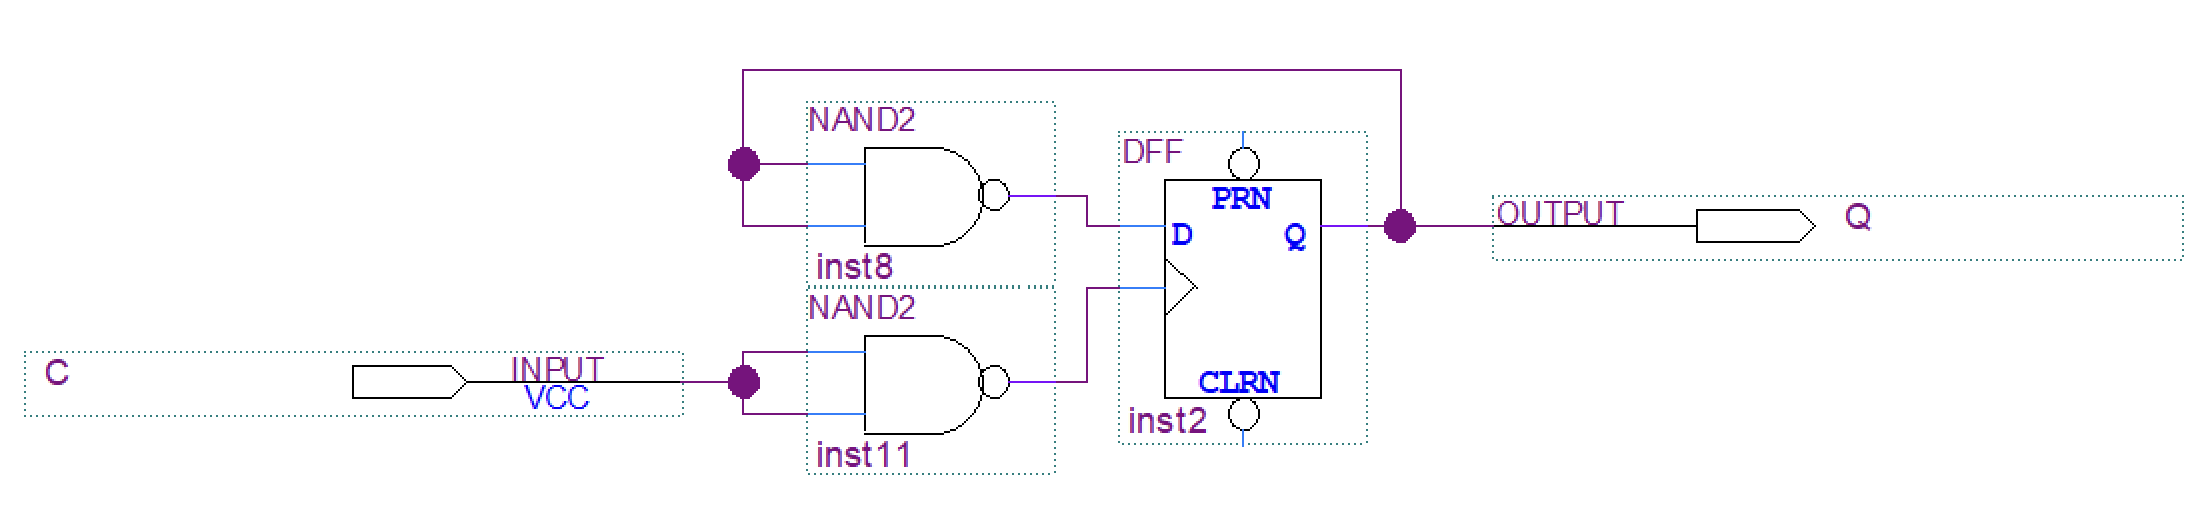 NAND2
DFF
PRN
D
Q
OUTPUT
Q
inst8
NAND2
C
INPUT
VCC
CLRN
inst2
inst11